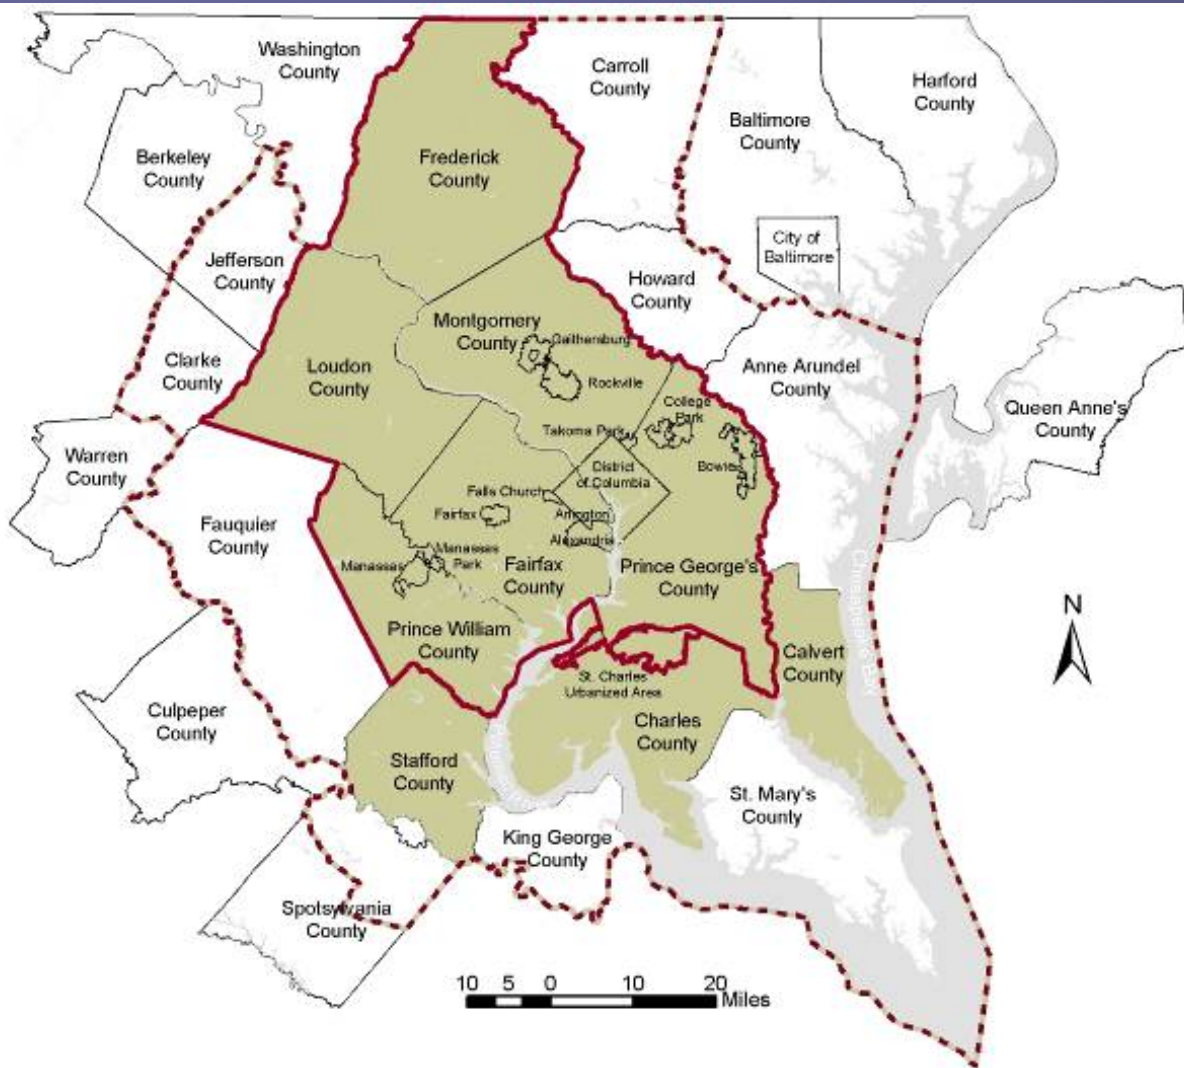 Washington
County
Carroll
County
Harford
County
Baltimore
County
Berkeley
County
Frederick
County
City of
Baltimore
Jefferson
County
Howard
County
Montgomery
County
Gaithersburg
Clarke
County
Loudon
County
Rockville
Anne Arundel
County
College
Park
Queen Anne's
County
Takoma Park
Warren
County
District
of Columbia
Bowie
Falls Church
Fairfax
Arlington
Alexandria
Fauquier
County
Manassas
Park
Manassas
Fairfax
County
Prince George's
County
Chesapeake Bay
Prince William
County
Calvert
County
St. Charles
Urbanized Area
Charles
County
Culpeper
County
Stafford
County
St. Mary's
County
King George
County
Spotsylvania
County
N
10 5 0 10 20
Miles